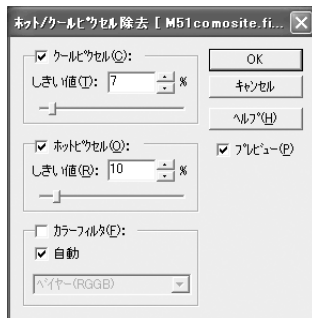 ホット/クールピクセル除去 [ M51comosite.fi...
クールピクセル(C):
しきい値(T): 7 %
ホットピクセル(O):
しきい値(R): 10 %
カラーフィルタ(F):
自動
ベイヤー(RGGB)
OK
キャンセル
ヘルプ(H)
プレビュー(P)